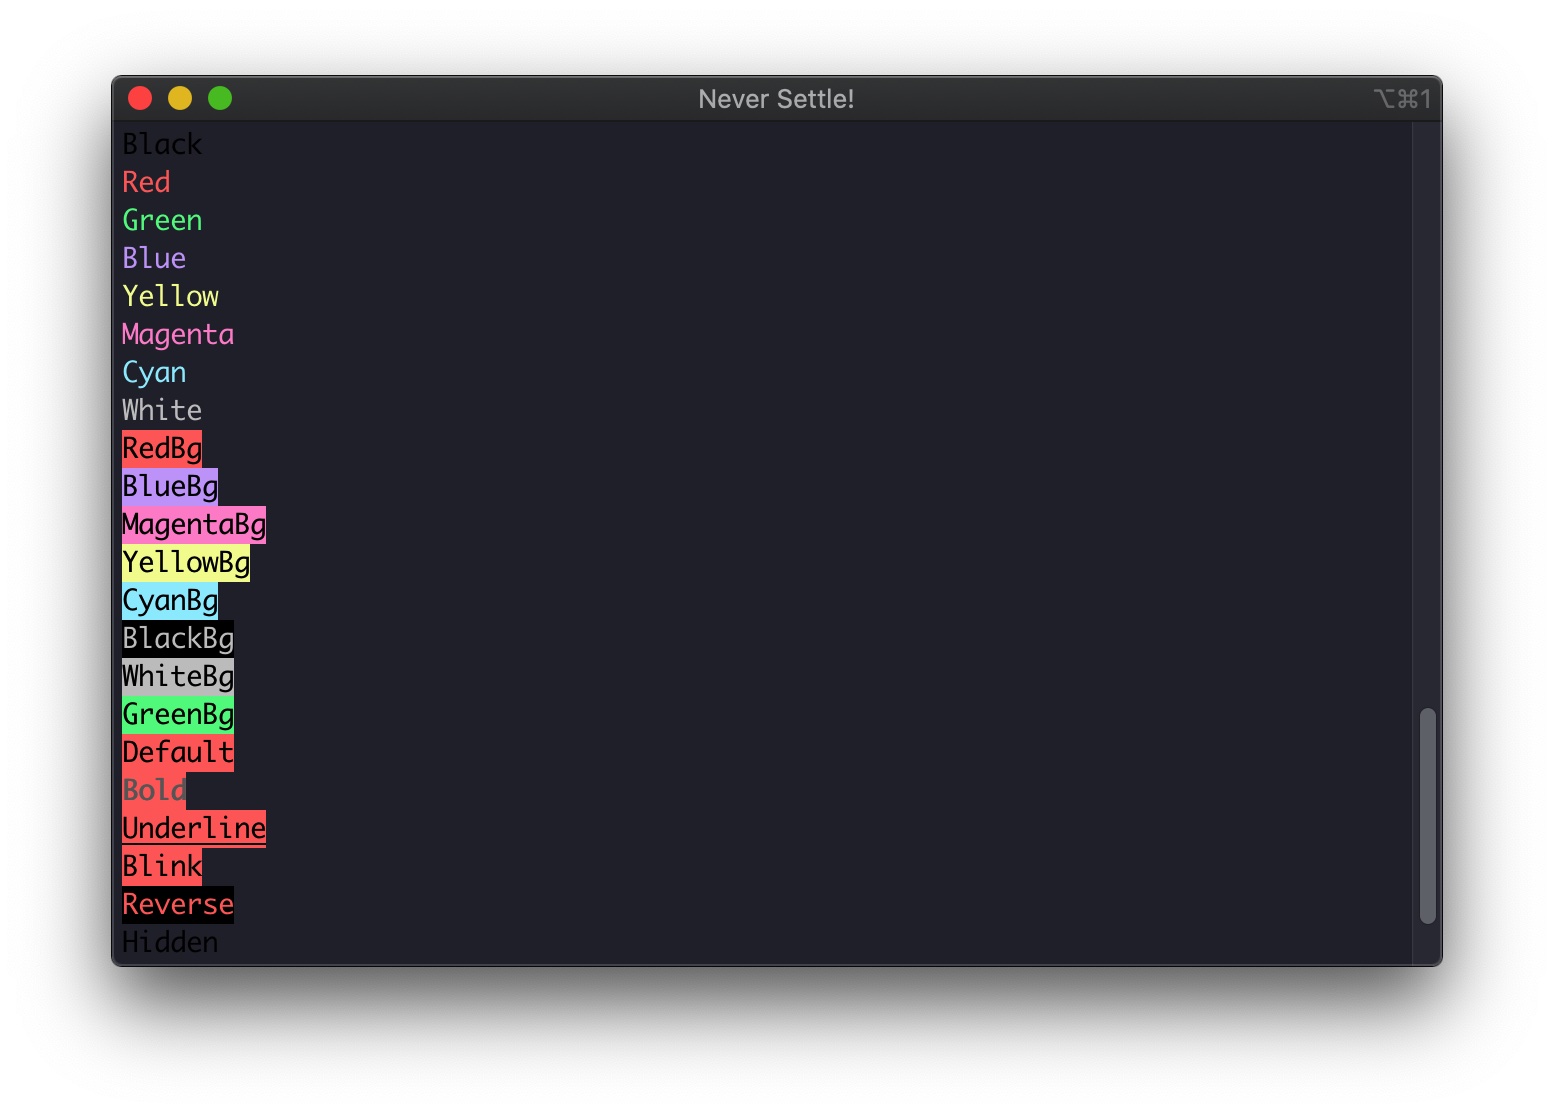 Never Settle!
⌥⌘1
Black
Red
Green
Blue
Yellow
Magenta
Cyan
White
RedBg
BlueBg
MagentaBg
YellowBg
CyanBg
BlackBg
WhiteBg
GreenBg
Default
Bold
Underline
Blink
Reverse
Hidden